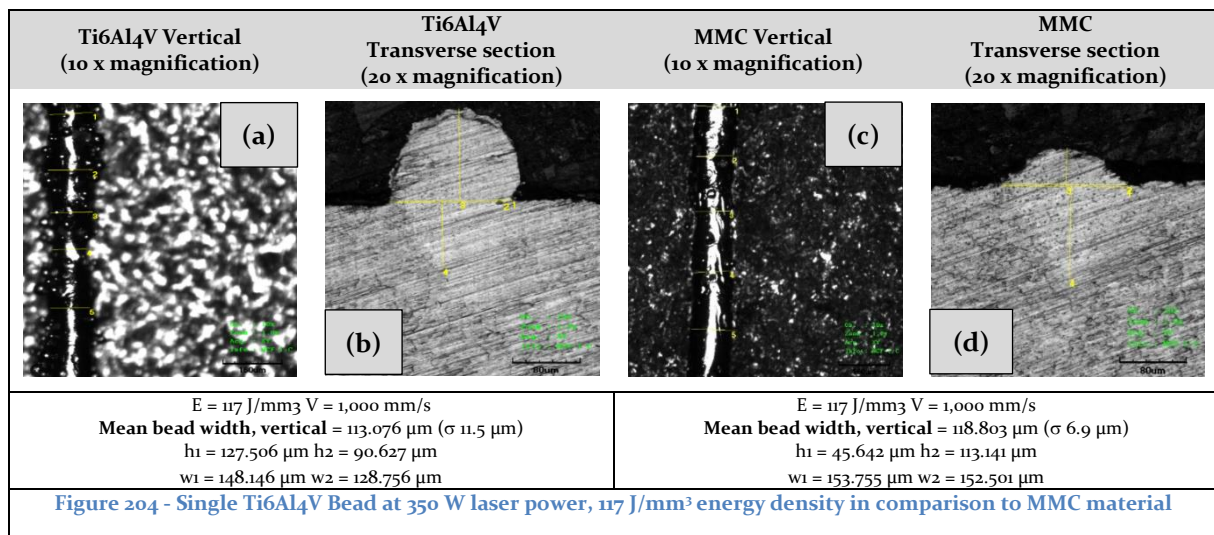 Ti6Al4V Vertical
(10 x magnification)
Ti6Al4V
Transverse section
(20 x magnification)
MMC Vertical
(10 x magnification)
MMC
Transverse section
(20 x magnification)
(a)
(b)
(c)
(d)
1
2
3
4
5
80um
80um
E = 117 J/mm3 V = 1,000 mm/s
Mean bead width, vertical = 113.076 µm (σ 11.5 µm)
h1 = 127.506 µm h2 = 90.627 µm
w1 = 148.146 µm w2 = 128.756 µm
E = 117 J/mm3 V = 1,000 mm/s
Mean bead width, vertical = 118.803 µm (σ 6.9 µm)
h1 = 45.642 µm h2 = 113.141 µm
w1 = 153.755 µm w2 = 152.501 µm
Figure 204 - Single Ti6Al4V Bead at 350 W laser power, 117 J/mm³ energy density in comparison to MMC material